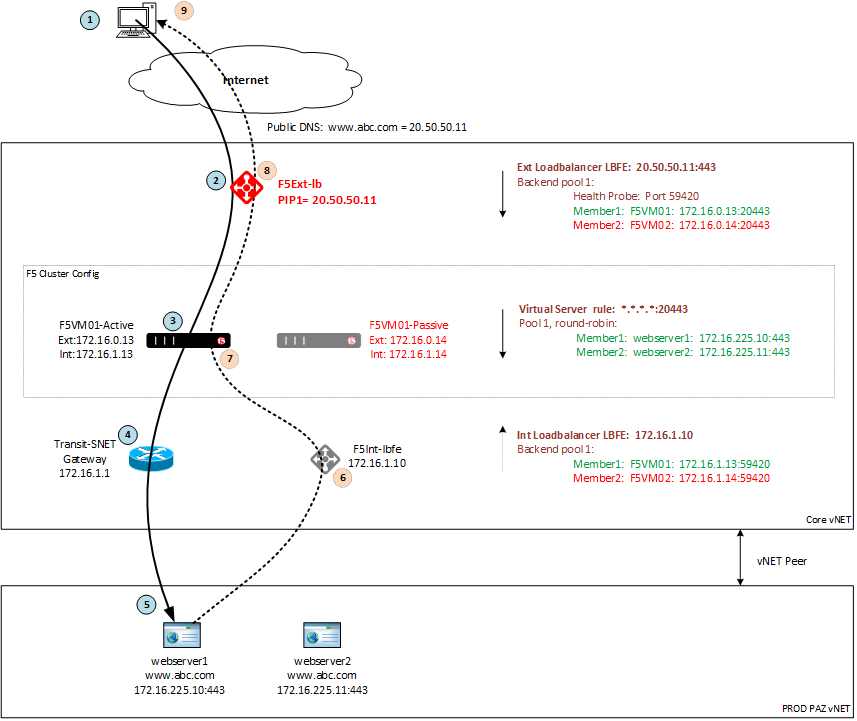 1
9
Internet
Public DNS: www.abc.com = 20.50.50.11
2
8
F5Ext-lb
PIP1= 20.50.50.11
Ext Loadbalancer LBFE: 20.50.50.11:443
Backend pool 1:
Health Probe: Port 59420
Member1: F5VM01: 172.16.0.13:20443
Member2: F5VM02: 172.16.0.14:20443
F5 Cluster Config
3
F5VM01-Active
Ext:172.16.0.13
Int:172.16.1.13
7
F5VM01-Passive
Ext: 172.16.0.14
Int: 172.16.1.14
Virtual Server rule: *.*.*.*:20443
Pool 1, round-robin:
Member1: webserver1: 172.16.225.10:443
Member2: webserver2: 172.16.225.11:443
4
Transit-SNET
Gateway
172.16.1.1
F5Int-lbfe
172.16.1.10
6
Int Loadbalancer LBFE: 172.16.1.10
Backend pool 1:
Member1: F5VM01: 172.16.1.13:59420
Member2: F5VM02: 172.16.1.14:59420
Core vNET
vNET Peer
5
webserver1
www.abc.com
172.16.225.10:443
webserver2
www.abc.com
172.16.225.11:443
PROD PAZ vNET